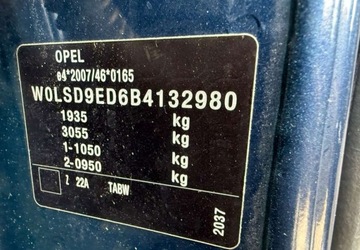 OPEL
e4*2007/46*0165
W0LSD9ED6B4132980
1935 kg
3055 kg
1-1050 kg
2-0950 kg
Z 22A TABW
2037